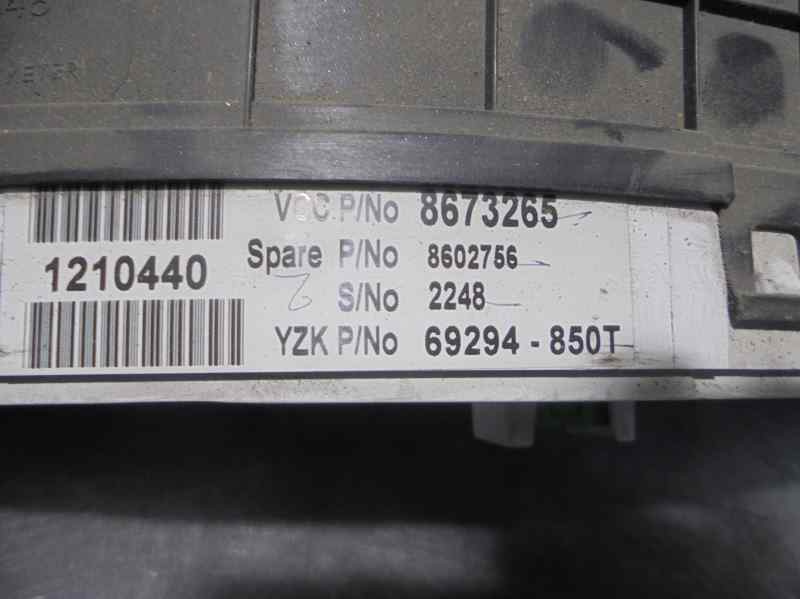 VCC P/No 8673265
1210440
Spare P/No 8602756
S/No 2248
YZK P/No 69294-850T